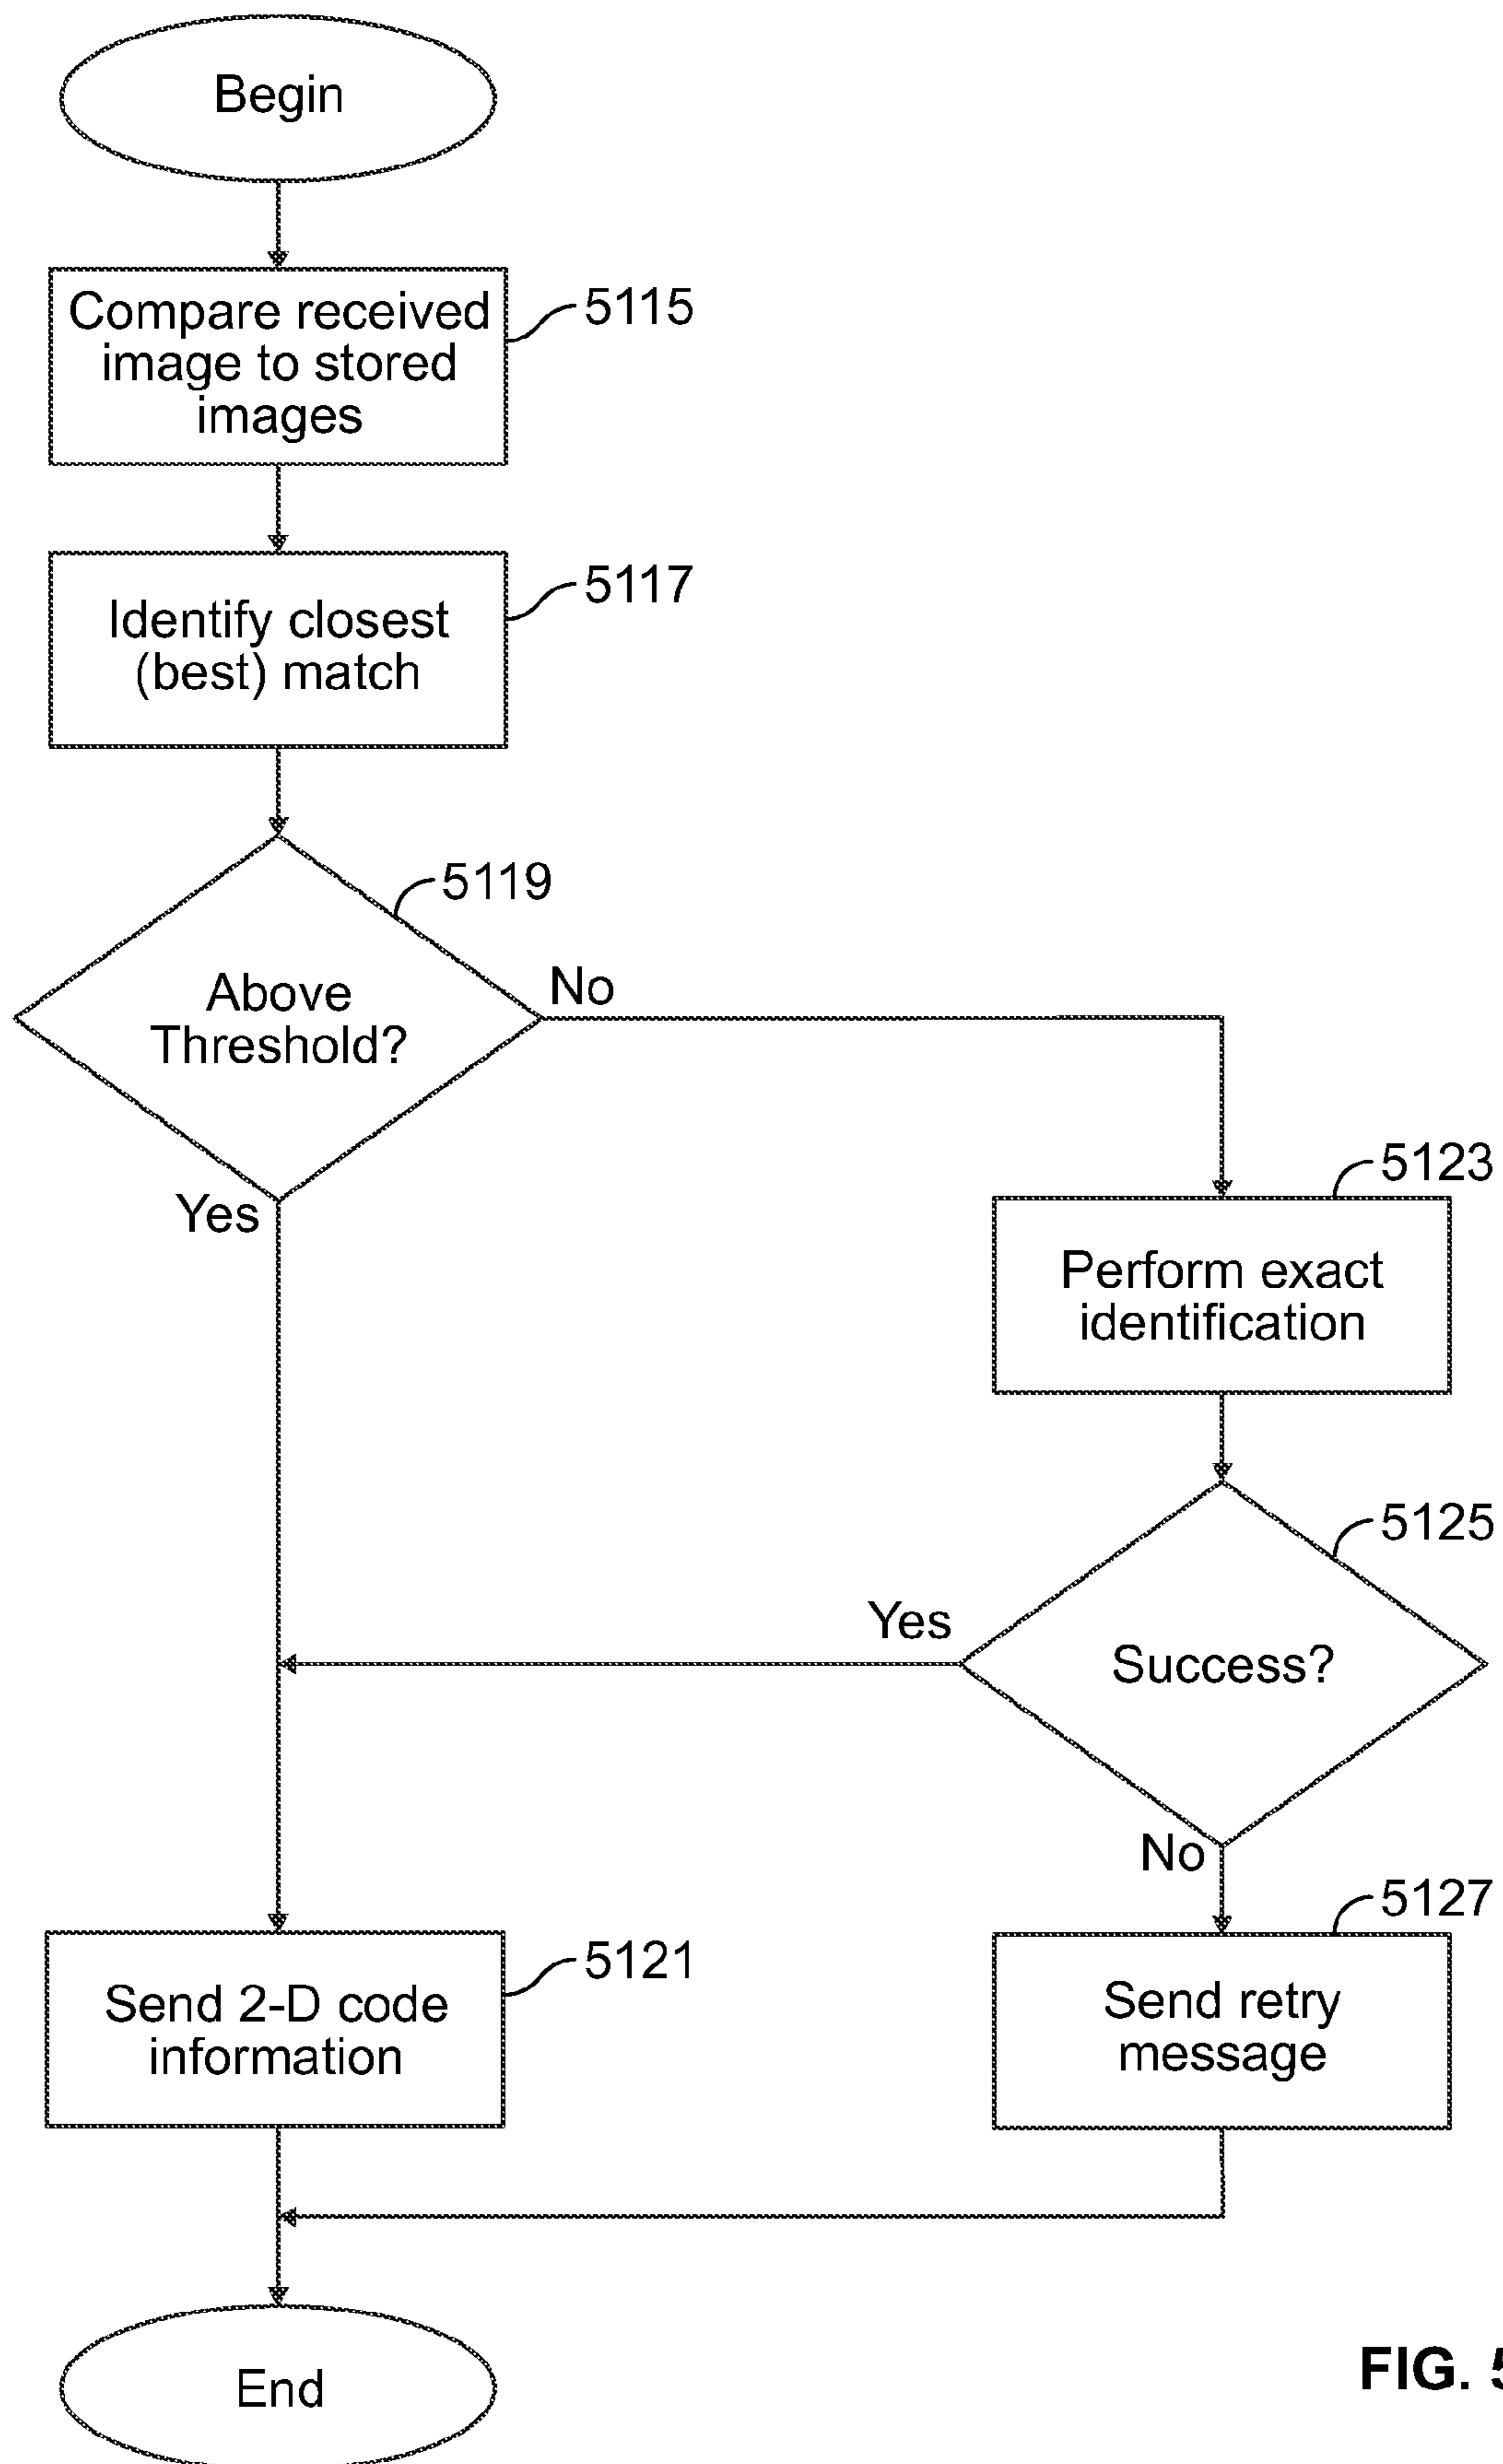 Begin
Compare received
image to stored
images
5115
Identify closest
(best) match
5117
5119
Above
Threshold?
No
Yes
5123
Perform exact
identification
5125
Success?
Yes
No
5127
Send 2-D code
information
5121
Send retry
message
End
FIG. 5